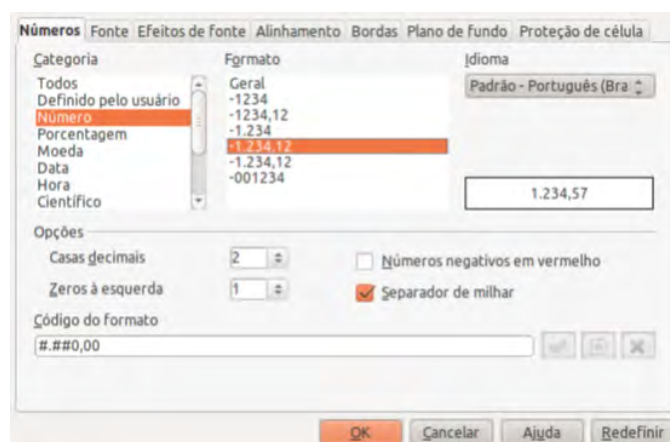 Números Fonte Efeitos de fonte Alinhamento Bordas Plano de fundo Proteção de célula
Categoria
Todos
Definido pelo usuário
Número
Porcentagem
Moeda
Data
Hora
Científico
Formato
Geral
-1234
-1234,12
-1.234
-1.234,12
-1.234,12
-001234
Idioma
Padrão - Português (Bra
1.234,57
Opções
Casas decimais 2
Números negativos em vermelho
Zeros à esquerda 1
Separador de milhar
Código do formato
#.##0,00
OK Cancelar Ajuda Redefinir